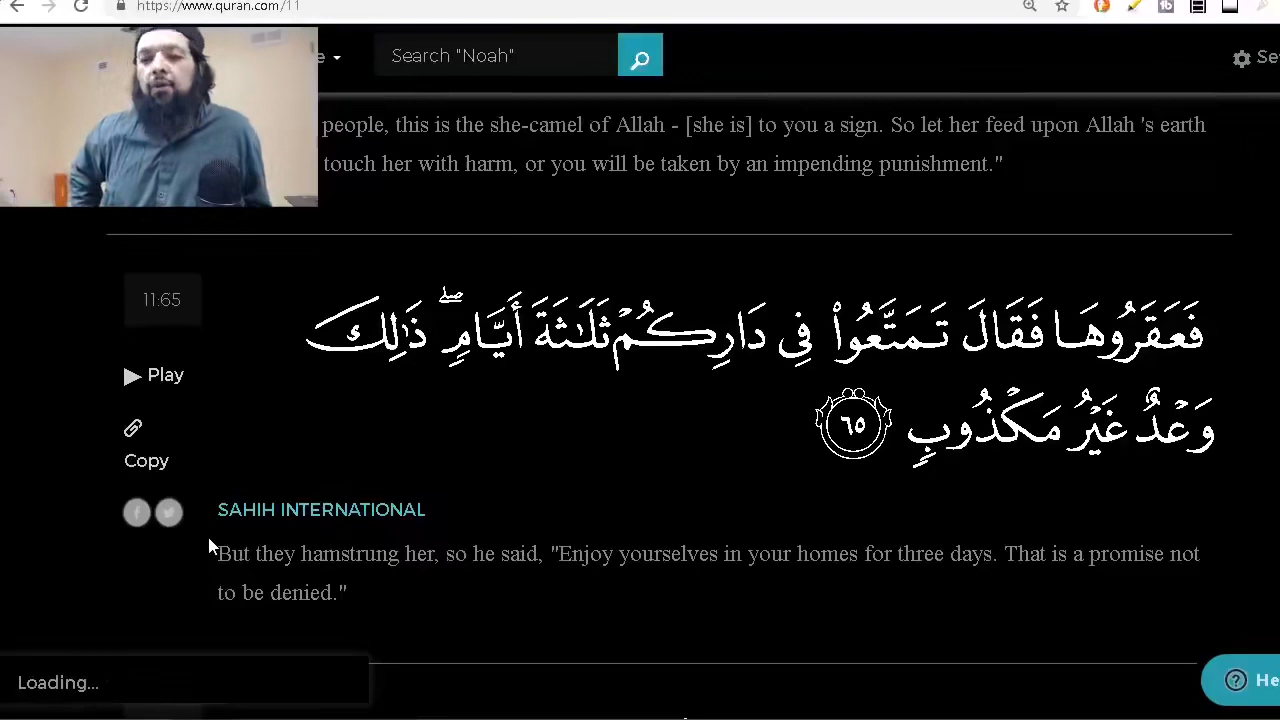 https://www.quran.com/11
e
Search "Noah"
Se
people, this is the she-camel of Allah - [she is] to you a sign. So let her feed upon Allah 's earth
touch her with harm, or you will be taken by an impending punishment."
11:65
فَعَقَرُوهَا فَقَالَ تَمَتَّعُوا۟ فِى دَارِكُمْ ثَلَـٰثَةَ أَيَّامٍ ۖ ذَٰلِكَ
وَعْدٌ غَيْرُ مَكْذُوبٍ ٦٥
Play
Copy
SAHIH INTERNATIONAL
But they hamstrung her, so he said, "Enjoy yourselves in your homes for three days. That is a promise not
to be denied."
Loading...
He